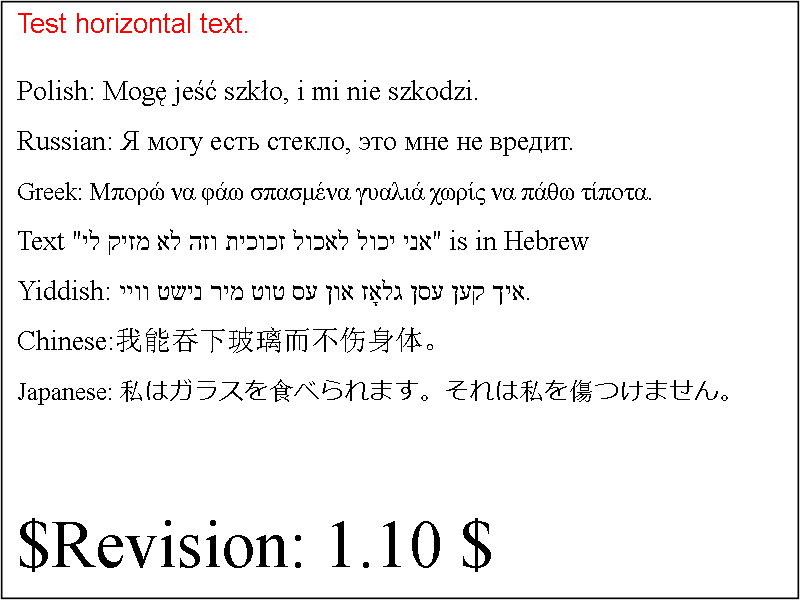 Test horizontal text.
Polish: Mogę jeść szkło, i mi nie szkodzi.
Russian: Я могу есть стекло, это мне не вредит.
Greek: Μπορώ να φάω σπασμένα γυαλιά χωρίς να πάθω τίποτα.
Text "אני יכול לאכול זכוכית וזה לא מזיק לי" is in Hebrew
Yiddish: איך קען עסן גלאָז און עס טוט מיר נישט װײ.
Chinese:我能吞下玻璃而不伤身体。
Japanese: 私はガラスを食べられます。それは私を傷つけません。
$Revision: 1.10 $